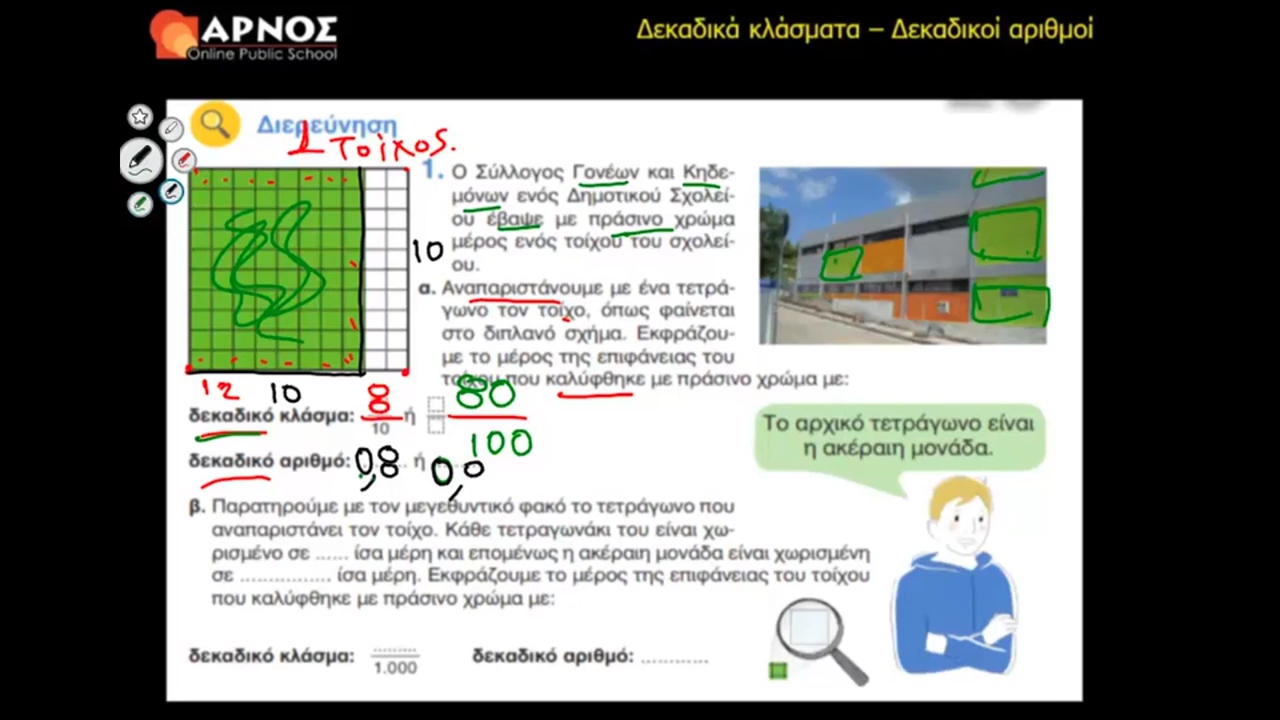 ΑΡΝΟΣ
Online Public School
Δεκαδικά κλάσματα – Δεκαδικοί αριθμοί
Διερεύνηση
1 τοίχος.
1. Ο Σύλλογος Γονέων και Κηδε-
μόνων ενός Δημοτικού Σχολεί-
ου έβαψε με πράσινο χρώμα
μέρος ενός τοίχου του σχολεί-
ου.
10
α. Αναπαριστάνουμε με ένα τετρά-
γωνο τον τοίχο, όπως φαίνεται
στο διπλανό σχήμα. Εκφράζου-
με το μέρος της επιφάνειας του
τοίχου που καλύφθηκε με πράσινο χρώμα με:
12 10
δεκαδικό κλάσμα: 8/10 ή 80/100
δεκαδικό αριθμό: 0,8 ή 0,
Το αρχικό τετράγωνο είναι
η ακέραιη μονάδα.
β. Παρατηρούμε με τον μεγεθυντικό φακό το τετράγωνο που
αναπαριστάνει τον τοίχο. Κάθε τετραγωνάκι του είναι χω-
ρισμένο σε ...... ίσα μέρη και επομένως η ακέραιη μονάδα είναι χωρισμένη
σε ................ ίσα μέρη. Εκφράζουμε το μέρος της επιφάνειας του τοίχου
που καλύφθηκε με πράσινο χρώμα με:
δεκαδικό κλάσμα: ........./1.000 δεκαδικό αριθμό: ............